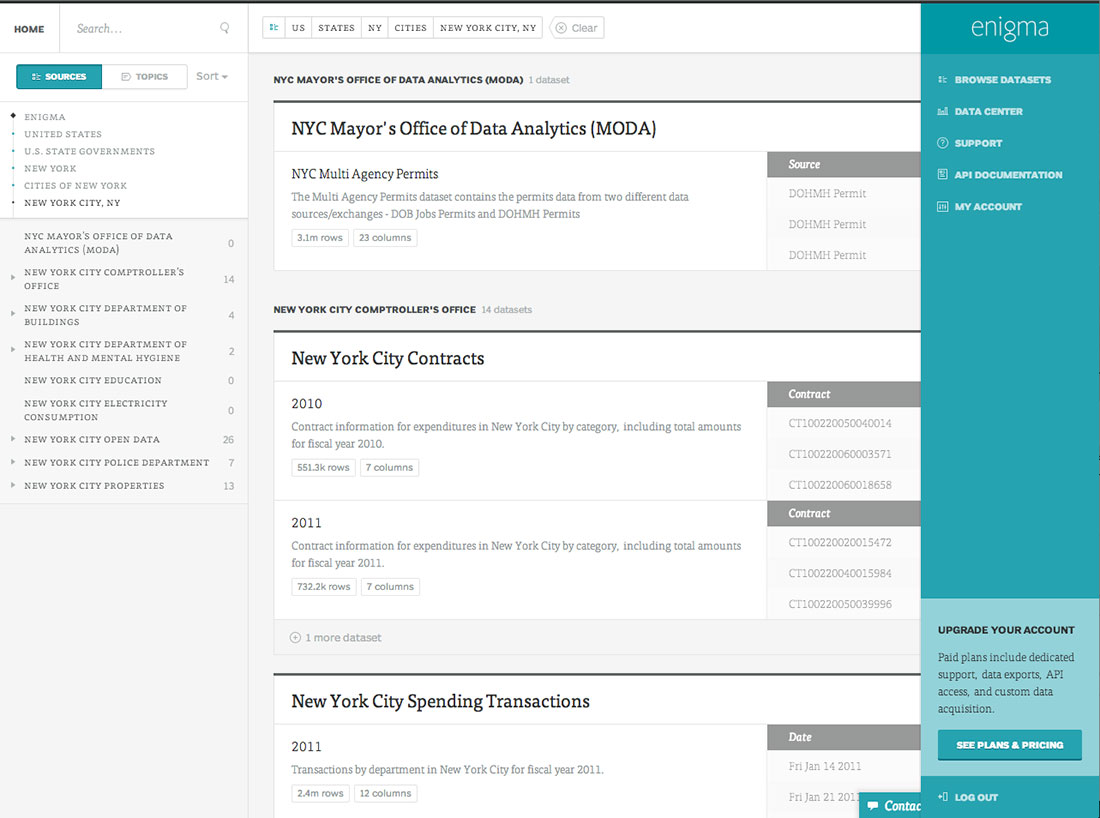 HOME
Search...
SOURCES
TOPICS
Sort
ENIGMA
UNITED STATES
U.S. STATE GOVERNMENTS
NEW YORK
CITIES OF NEW YORK
NEW YORK CITY, NY
NYC MAYOR'S OFFICE OF DATA
ANALYTICS (MODA)
0
NEW YORK CITY COMPTROLLER'S
OFFICE
14
NEW YORK CITY DEPARTMENT OF
BUILDINGS
4
NEW YORK CITY DEPARTMENT OF
HEALTH AND MENTAL HYGIENE
2
NEW YORK CITY EDUCATION
0
NEW YORK CITY ELECTRICITY
CONSUMPTION
0
NEW YORK CITY OPEN DATA
26
NEW YORK CITY POLICE DEPARTMENT
7
NEW YORK CITY PROPERTIES
13
US
STATES
NY
CITIES
NEW YORK CITY, NY
Clear
NYC MAYOR'S OFFICE OF DATA ANALYTICS (MODA) 1 dataset
NYC Mayor's Office of Data Analytics (MODA)
NYC Multi Agency Permits
The Multi Agency Permits dataset contains the permits data from two different data
sources/exchanges - DOB Jobs Permits and DOHMH Permits
3.1m rows
23 columns
Source
DOHMH Permit
DOHMH Permit
DOHMH Permit
NEW YORK CITY COMPTROLLER'S OFFICE 14 datasets
New York City Contracts
2010
Contract information for expenditures in New York City by category, including total amounts
for fiscal year 2010.
551.3k rows
7 columns
Contract
CT100220050040014
CT100220060003571
CT100220060018658
2011
Contract information for expenditures in New York City by category, including total amounts
for fiscal year 2011.
732.2k rows
7 columns
Contract
CT100220020015472
CT100220040015984
CT100220050039996
1 more dataset
New York City Spending Transactions
2011
Transactions by department in New York City for fiscal year 2011.
2.4m rows
12 columns
Date
Fri Jan 14 2011
Fri Jan 21 2011
Contac
enigma
BROWSE DATASETS
DATA CENTER
SUPPORT
API DOCUMENTATION
MY ACCOUNT
UPGRADE YOUR ACCOUNT
Paid plans include dedicated
support, data exports, API
access, and custom data
acquisition.
SEE PLANS & PRICING
LOG OUT